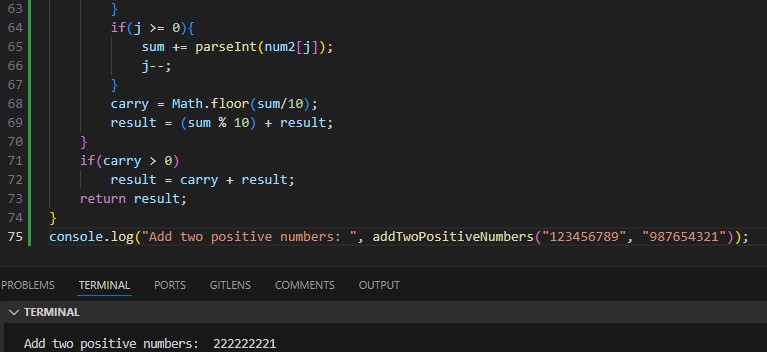 63 }
64 if(j >= 0){
65 sum += parseInt(num2[j]);
66 j--;
67 }
68 carry = Math.floor(sum/10);
69 result = (sum % 10) + result;
70 }
71 if(carry > 0)
72 result = carry + result;
73 return result;
74 }
75 console.log("Add two positive numbers: ", addTwoPositiveNumbers("123456789", "987654321"));
PROBLEMS TERMINAL PORTS GITLENS COMMENTS OUTPUT
TERMINAL
Add two positive numbers:  222222221